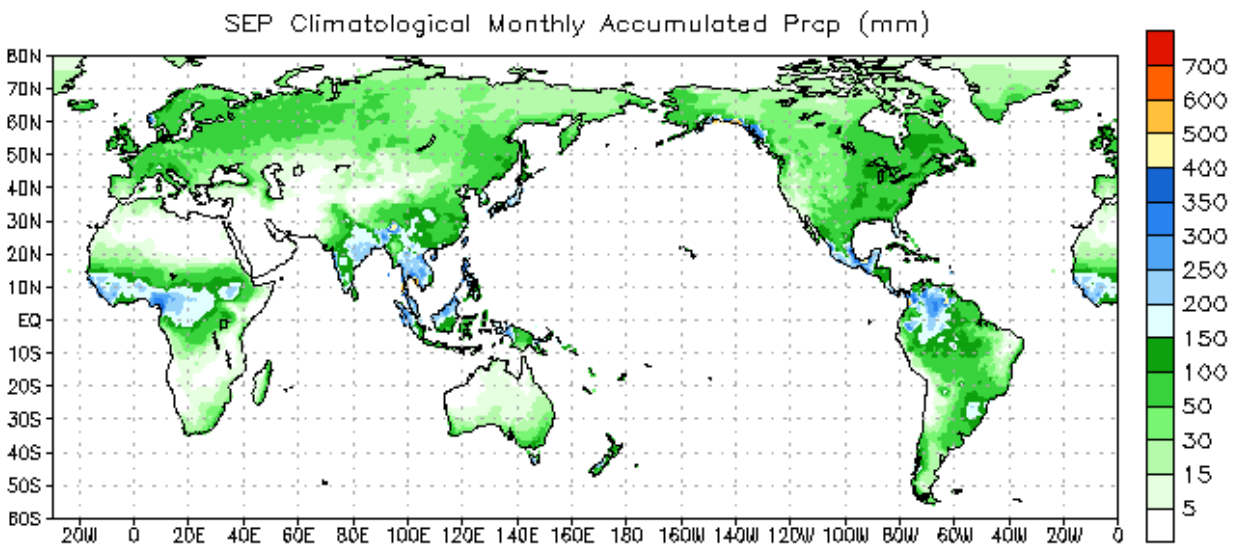 SEP Climatological Monthly Accumulated Prcp (mm)
80N
70N
60N
50N
40N
30N
20N
10N
EQ
10S
20S
30S
40S
50S
60S
20W 0 20E 40E 60E 80E 100E 120E 140E 160E 180 160W 140W 120W 100W 80W 60W 40W 20W 0
700
600
500
400
350
300
250
200
150
100
50
30
15
5